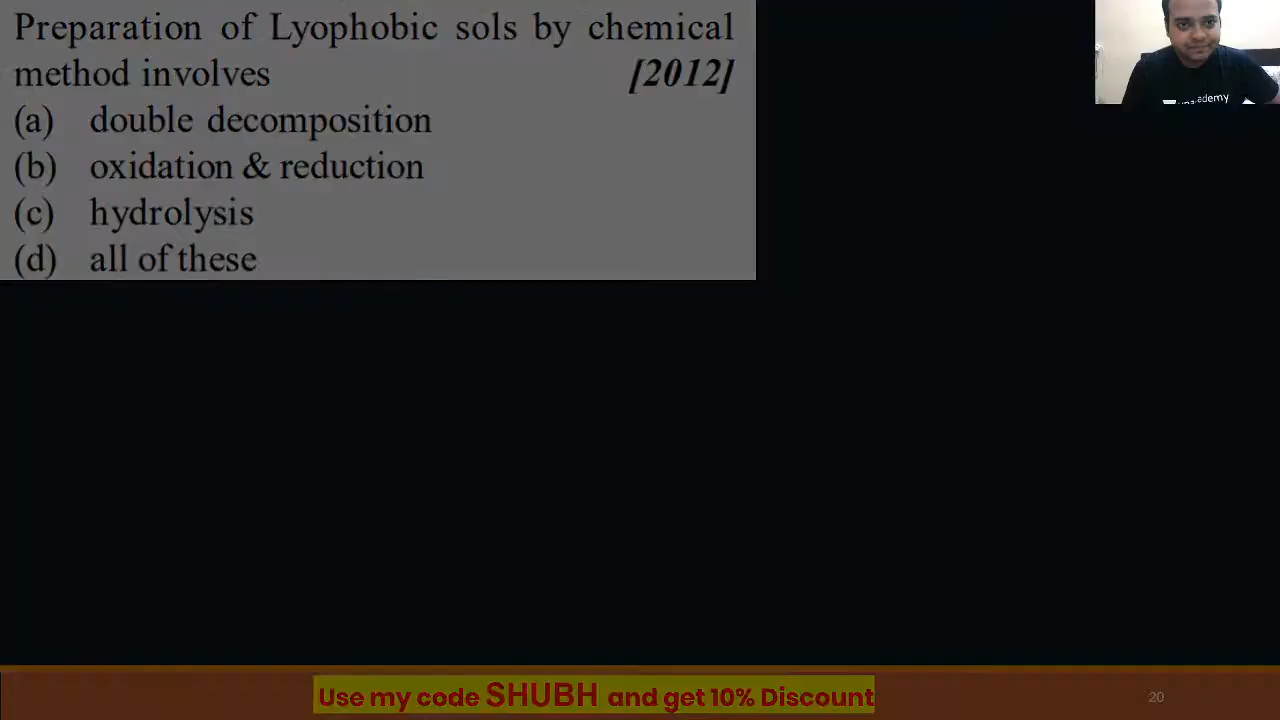 Preparation of Lyophobic sols by chemical
method involves [2012]
(a) double decomposition
(b) oxidation & reduction
(c) hydrolysis
(d) all of these
Use my code SHUBH and get 10% Discount
20